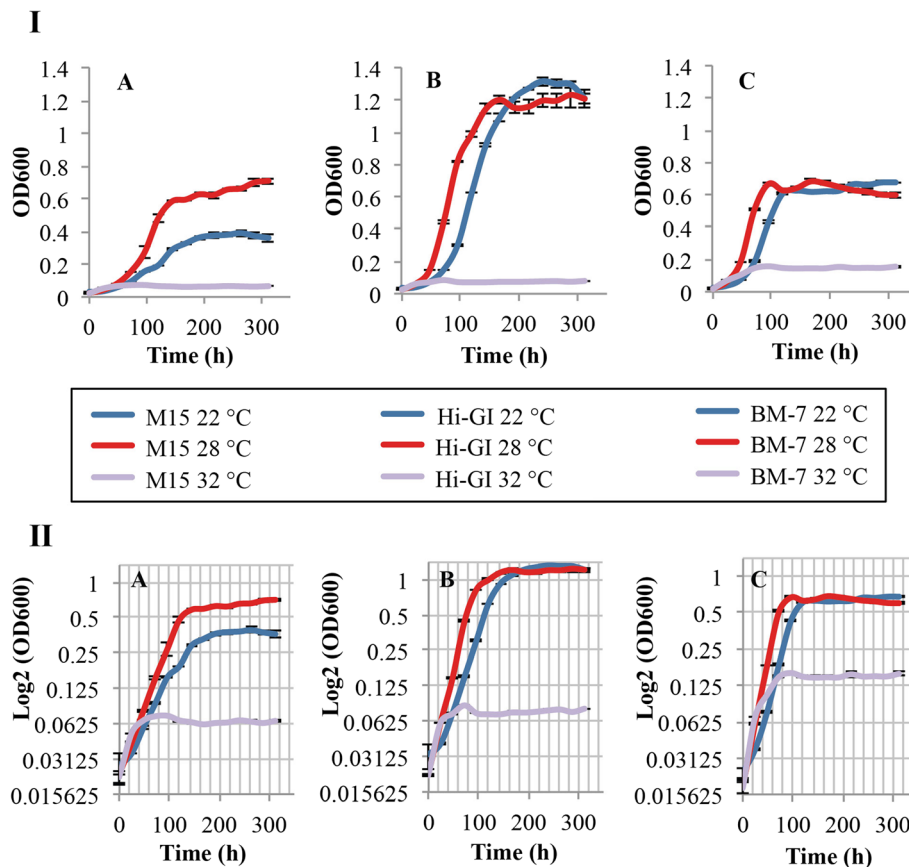 I
A
B
C
1.4
1.2
1
0.8
0.6
0.4
0.2
0
OD600
0 100 200 300
Time (h)
1.4
1.2
1
0.8
0.6
0.4
0.2
0
OD600
0 100 200 300
Time (h)
1.4
1.2
1
0.8
0.6
0.4
0.2
0
OD600
0 100 200 300
Time (h)
M15 22 °C
Hi-GI 22 °C
BM-7 22 °C
M15 28 °C
Hi-GI 28 °C
BM-7 28 °C
M15 32 °C
Hi-GI 32 °C
BM-7 32 °C
II
A
B
C
1
0.5
0.25
0.125
0.0625
0.03125
0.015625
Log2 (OD600)
0 100 200 300
Time (h)
1
0.5
0.25
0.125
0.0625
0.03125
0.015625
Log2 (OD600)
0 100 200 300
Time (h)
1
0.5
0.25
0.125
0.0625
0.03125
0.015625
Log2 (OD600)
0 100 200 300
Time (h)